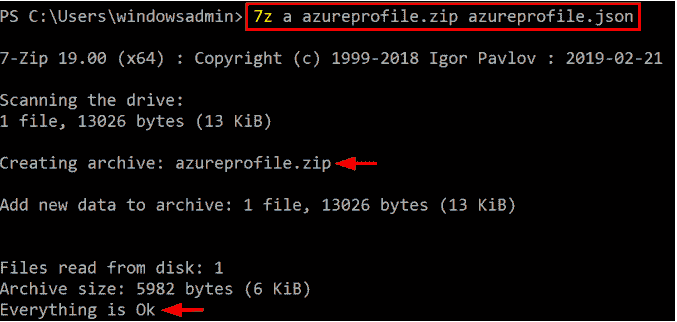 PS C:\Users\windowsadmin> 7z a azureprofile.zip azureprofile.json
7-Zip 19.00 (x64) : Copyright (c) 1999-2018 Igor Pavlov : 2019-02-21
Scanning the drive:
1 file, 13026 bytes (13 KiB)
Creating archive: azureprofile.zip
Add new data to archive: 1 file, 13026 bytes (13 KiB)
Files read from disk: 1
Archive size: 5982 bytes (6 KiB)
Everything is Ok